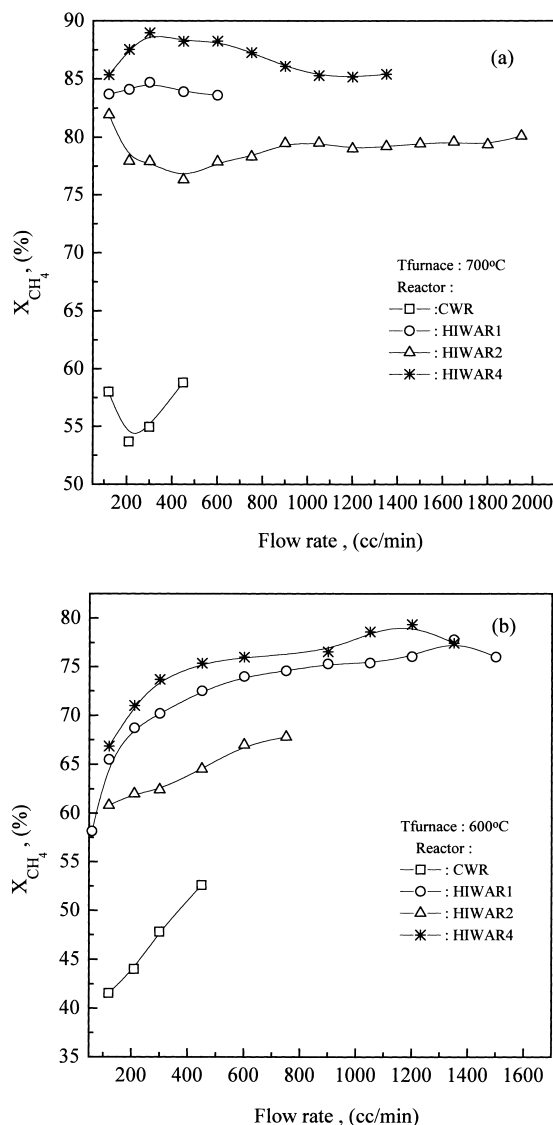 90
85
80
75
70
65
60
55
50
X_CH4, (%)
(a)
Tfurnace : 700ºC
Reactor :
:CWR
: HIWAR1
: HIWAR2
: HIWAR4
200 400 600 800 1000 1200 1400 1600 1800 2000
Flow rate , (cc/min)
80
75
70
65
60
55
50
45
40
35
X_CH4, (%)
(b)
Tfurnace : 600ºC
Reactor :
: CWR
: HIWAR1
: HIWAR2
: HIWAR4
200 400 600 800 1000 1200 1400 1600
Flow rate , (cc/min)